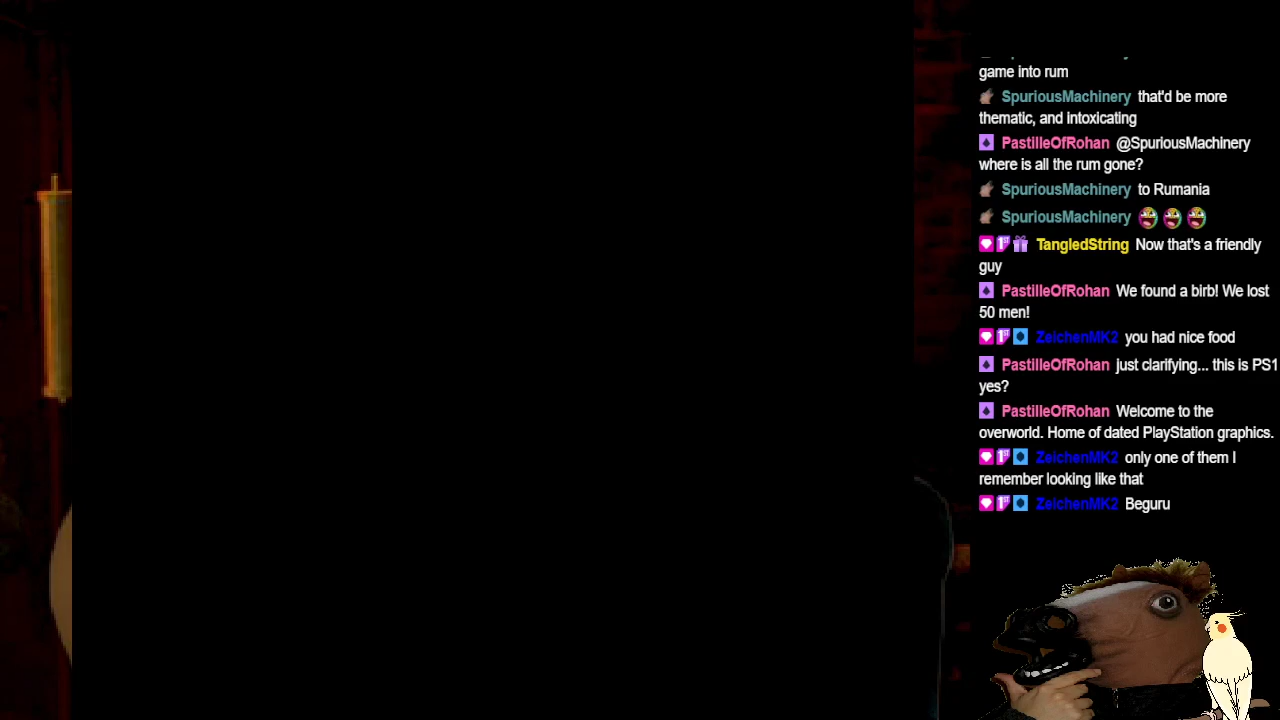 game into rum
SpuriousMachinery that'd be more
thematic, and intoxicating
PastilleOfRohan @SpuriousMachinery
where is all the rum gone?
SpuriousMachinery to Rumania
SpuriousMachinery
TangledString Now that's a friendly
guy
PastilleOfRohan We found a birb! We lost
50 men!
ZeichenMK2 you had nice food
PastilleOfRohan just clarifying... this is PS1
yes?
PastilleOfRohan Welcome to the
overworld. Home of dated PlayStation graphics.
ZeichenMK2 only one of them I
remember looking like that
ZeichenMK2 Beguru